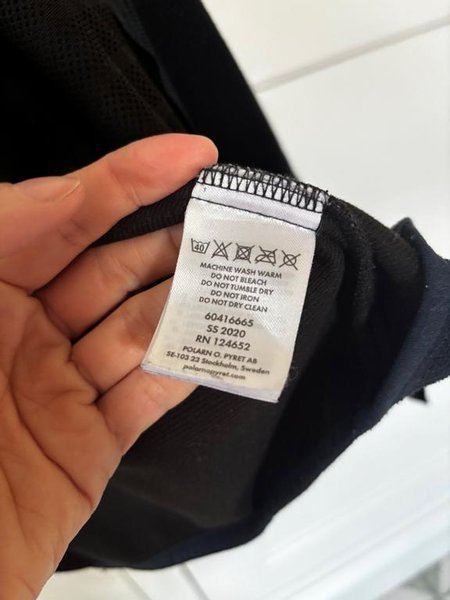 40
MACHINE WASH WARM
DO NOT BLEACH
DO NOT TUMBLE DRY
DO NOT IRON
DO NOT DRY CLEAN
60416665
SS 2020
RN 124652
POLARN O. PYRET AB
SE-103 23 Stockholm, Sweden
polarnopyret.com